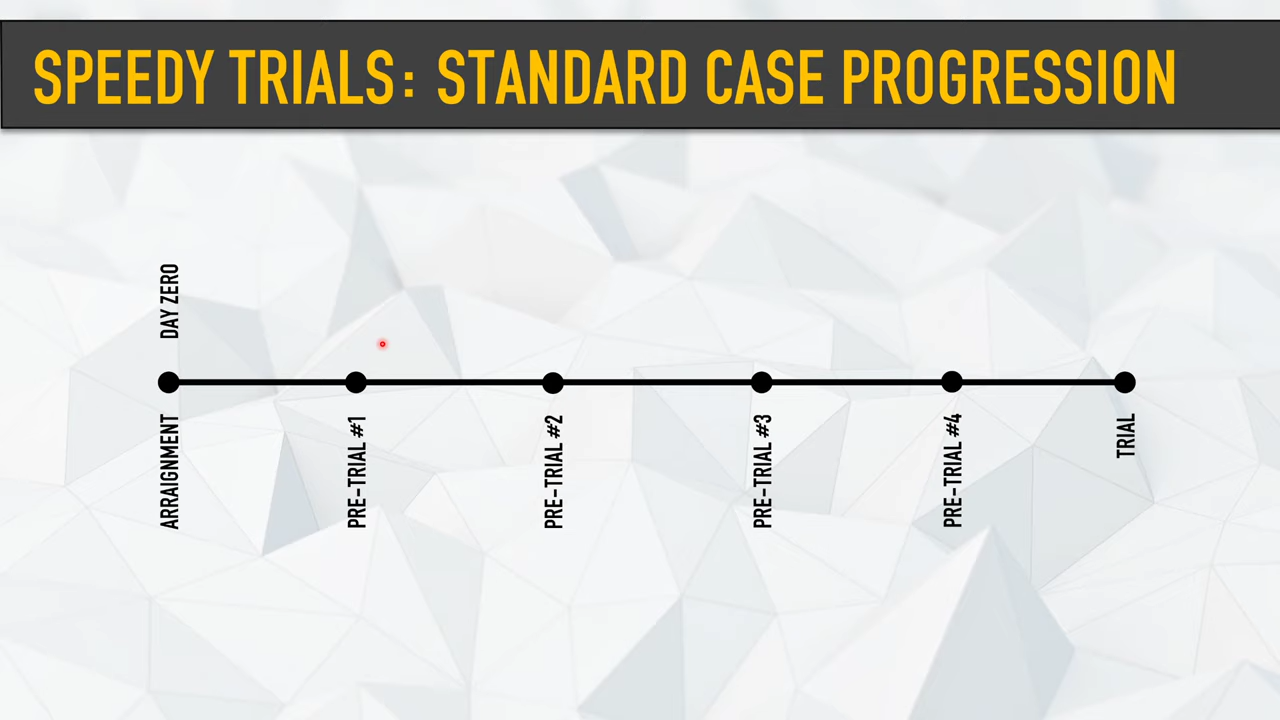 SPEEDY TRIALS: STANDARD CASE PROGRESSION
DAY ZERO
ARRAIGNMENT
PRE-TRIAL #1
PRE-TRIAL #2
PRE-TRIAL #3
PRE-TRIAL #4
TRIAL